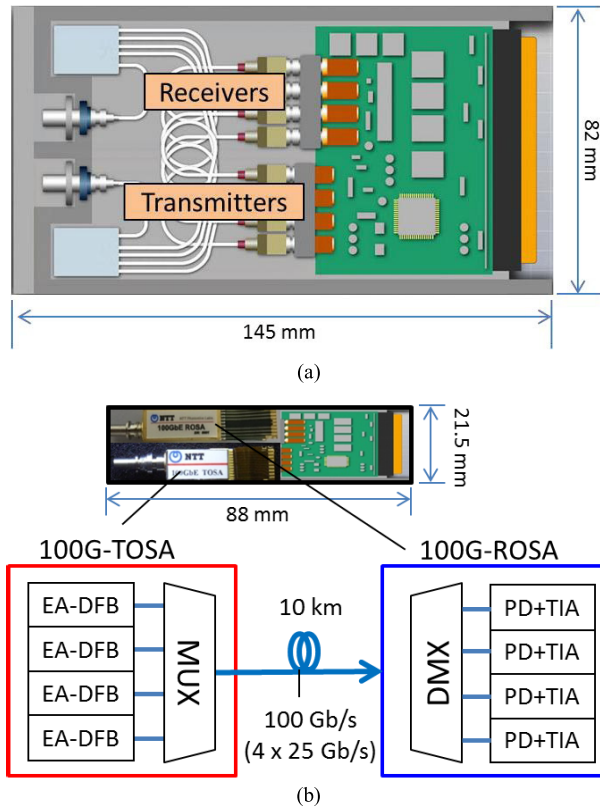 Receivers
Transmitters
82 mm
145 mm
(a)
NTT
100GbE ROSA
NTT
100GbE TOSA
21.5 mm
88 mm
100G-TOSA
100G-ROSA
EA-DFB
EA-DFB
EA-DFB
EA-DFB
MUX
10 km
100 Gb/s
(4 x 25 Gb/s)
DMX
PD+TIA
PD+TIA
PD+TIA
PD+TIA
(b)